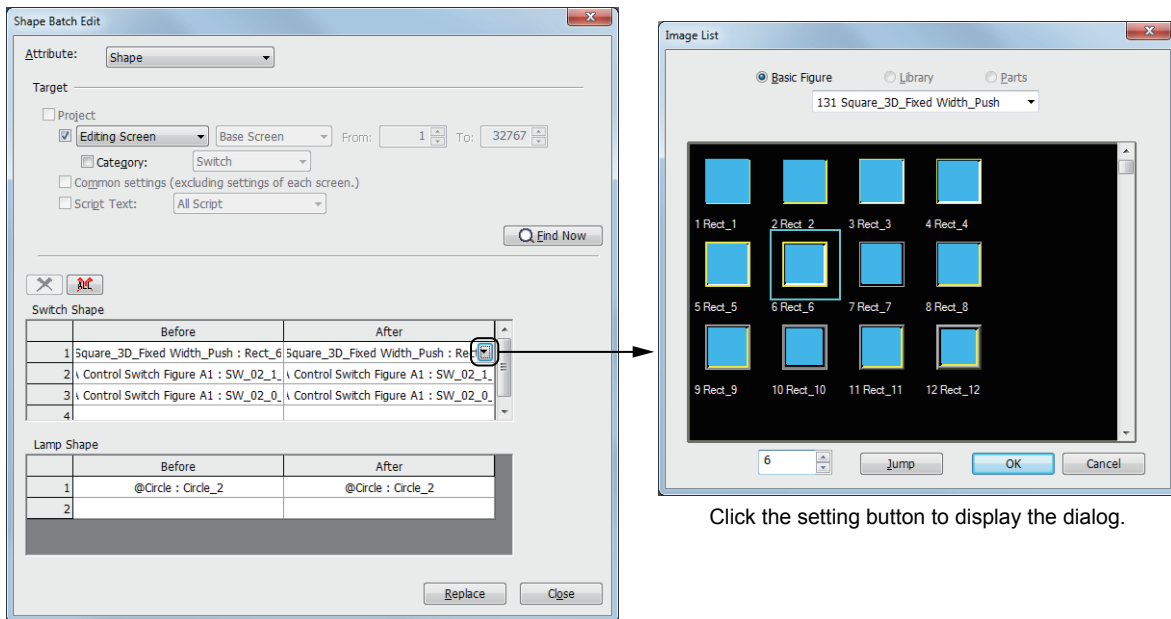 Shape Batch Edit
Attribute: Shape
Target
Project
Editing Screen Base Screen From: 1 To: 32767
Category: Switch
Common settings (excluding settings of each screen.)
Script Text: All Script
Find Now
ALL
Switch Shape
Before After
1 Square_3D_Fixed Width_Push : Rect_6 Square_3D_Fixed Width_Push : Rec
2 \ Control Switch Figure A1 : SW_02_1_ \ Control Switch Figure A1 : SW_02_1_
3 \ Control Switch Figure A1 : SW_02_0_ \ Control Switch Figure A1 : SW_02_0_
4
Lamp Shape
Before After
1 @Circle : Circle_2 @Circle : Circle_2
2
Replace Close
Image List
Basic Figure Library Parts
131 Square_3D_Fixed Width_Push
1 Rect_1 2 Rect_2 3 Rect_3 4 Rect_4
5 Rect_5 6 Rect_6 7 Rect_7 8 Rect_8
9 Rect_9 10 Rect_10 11 Rect_11 12 Rect_12
6 Jump OK Cancel
Click the setting button to display the dialog.